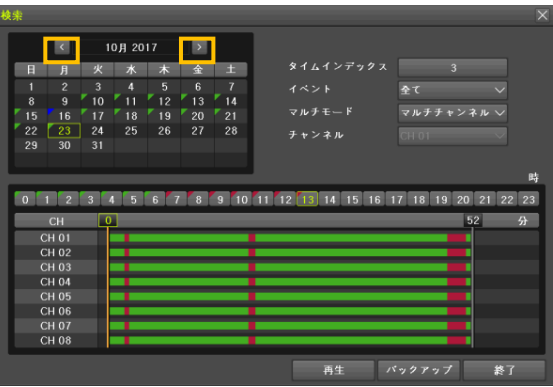 検索
10月 2017
日 月 火 水 木 金 土
1 2 3 4 5 6 7
8 9 10 11 12 13 14
15 16 17 18 19 20 21
22 23 24 25 26 27 28
29 30 31
タイムインデックス 3
イベント 全て
マルチモード マルチチャンネル
チャンネル CH 01
時
0 1 2 3 4 5 6 7 8 9 10 11 12 13 14 15 16 17 18 19 20 21 22 23
CH 0 52 分
CH 01
CH 02
CH 03
CH 04
CH 05
CH 06
CH 07
CH 08
再生 バックアップ 終了